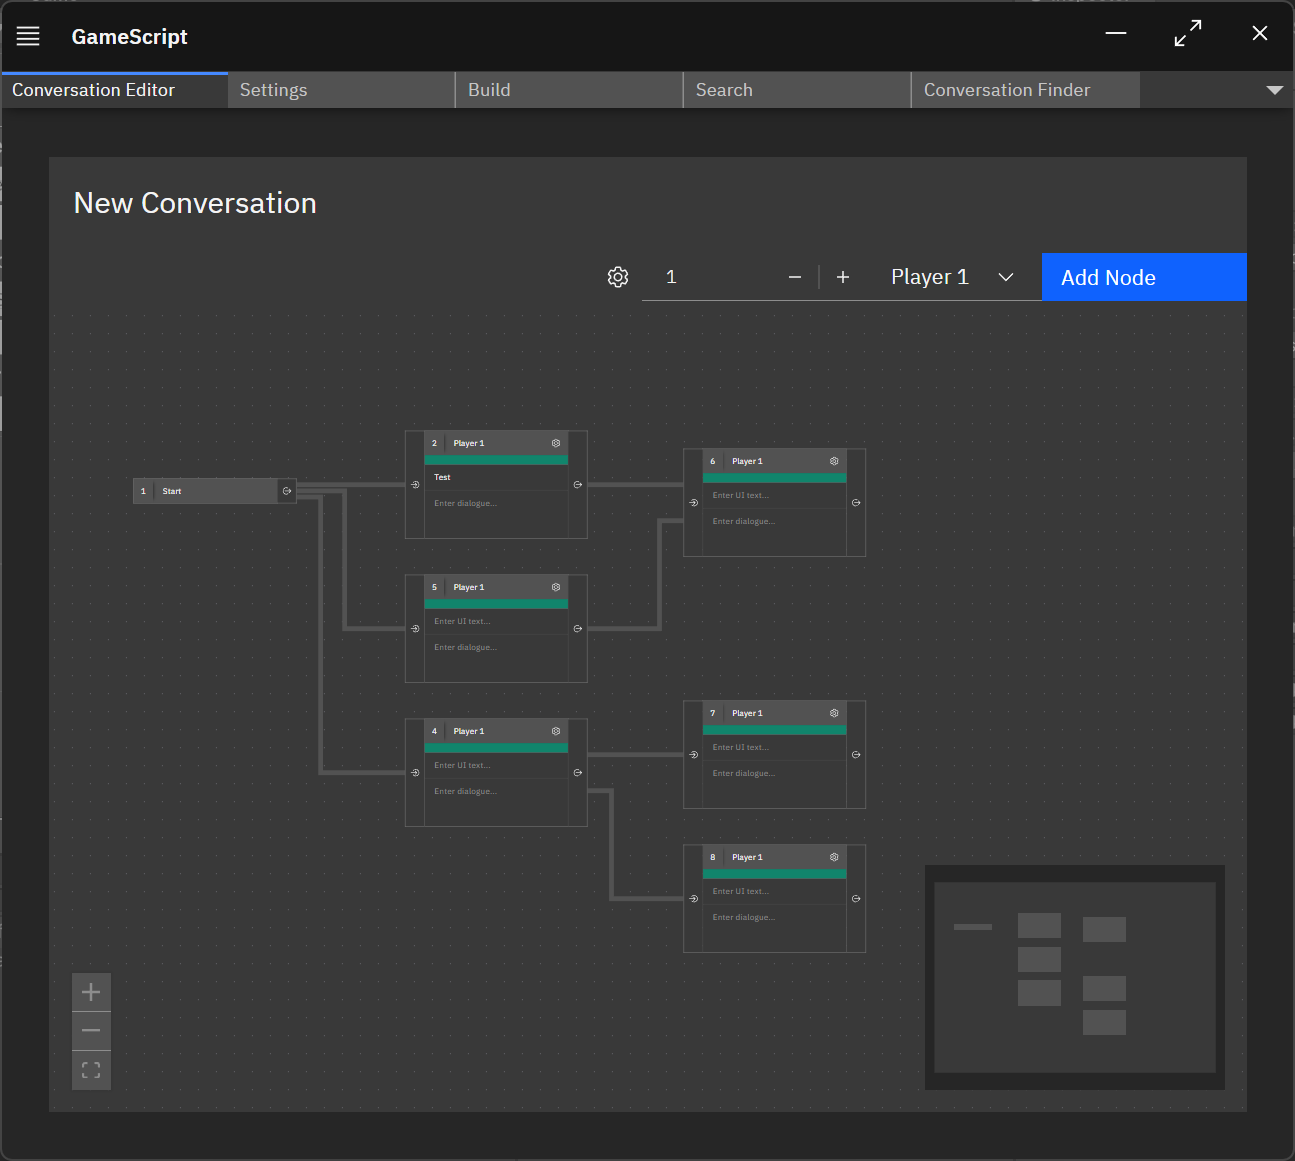 GameScript
Conversation Editor
Settings
Build
Search
Conversation Finder
New Conversation
1
Player 1
Add Node
1 Start
2 Player 1
Test
Enter dialogue...
6 Player 1
Enter UI text...
Enter dialogue...
5 Player 1
Enter UI text...
Enter dialogue...
4 Player 1
Enter UI text...
Enter dialogue...
7 Player 1
Enter UI text...
Enter dialogue...
8 Player 1
Enter UI text...
Enter dialogue...